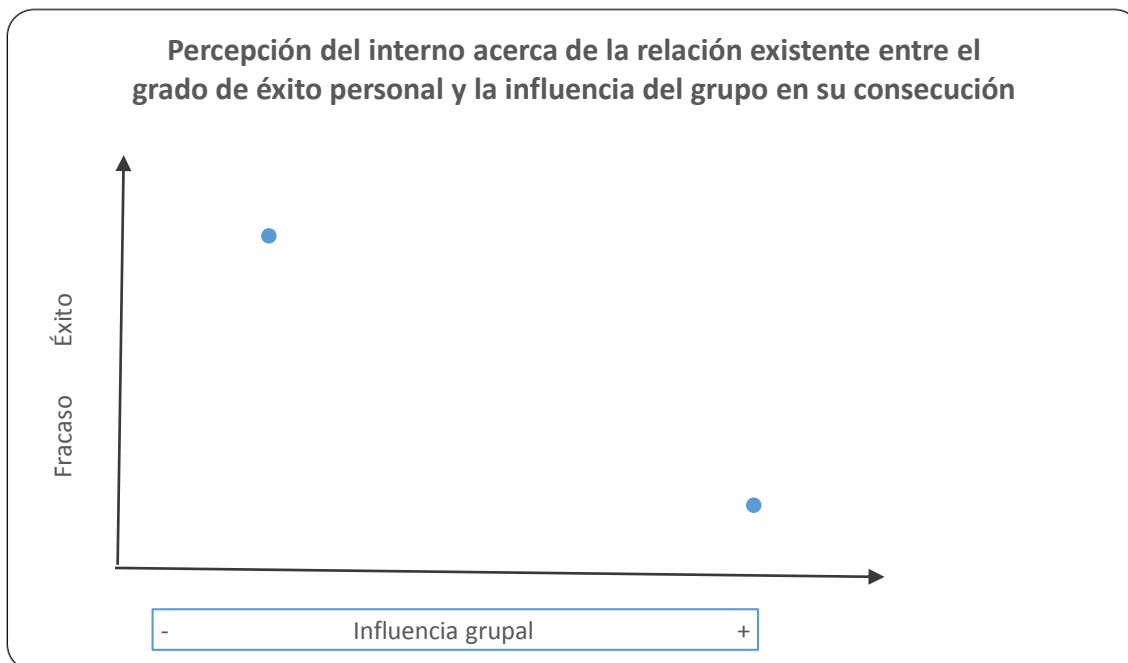 Percepción del interno acerca de la relación existente entre el
grado de éxito personal y la influencia del grupo en su consecución
Éxito
Fracaso
- Influencia grupal +